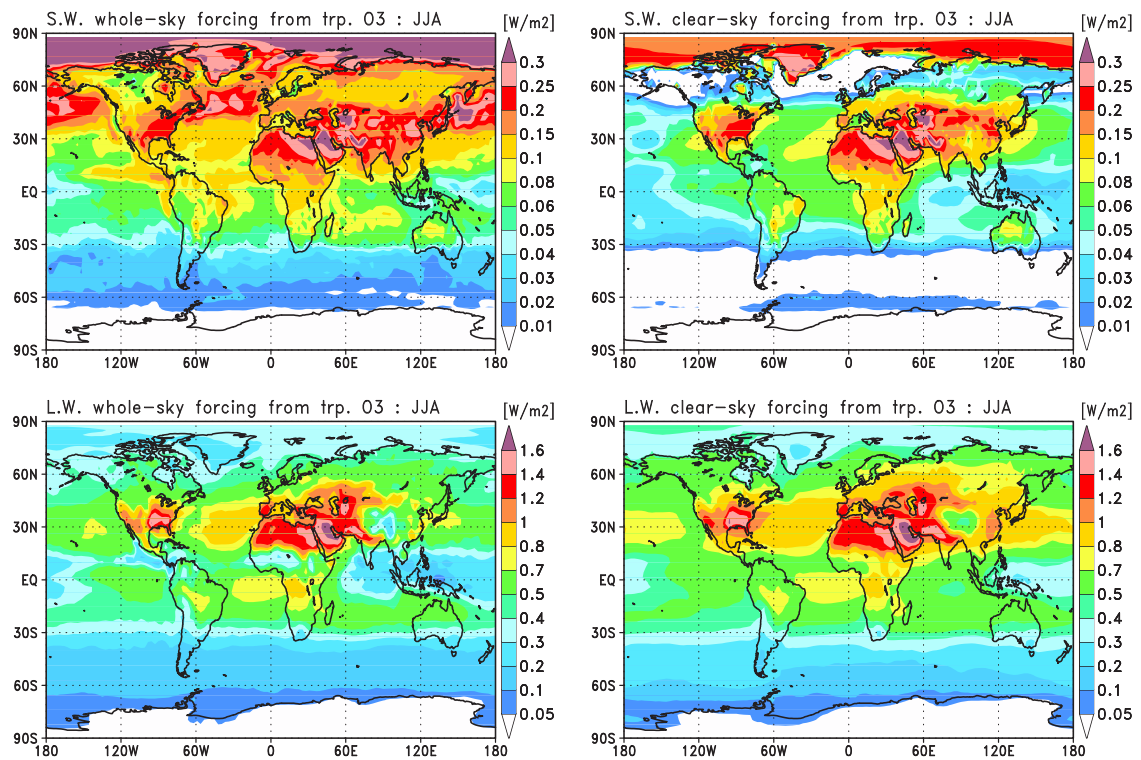 S.W. whole-sky forcing from trp. O3 : JJA [W/m2]
90N
60N
30N
EQ
30S
60S
90S
180 120W 60W 0 60E 120E 180
0.3
0.25
0.2
0.15
0.1
0.08
0.06
0.05
0.04
0.03
0.02
0.01
S.W. clear-sky forcing from trp. O3 : JJA [W/m2]
90N
60N
30N
EQ
30S
60S
90S
180 120W 60W 0 60E 120E 180
0.3
0.25
0.2
0.15
0.1
0.08
0.06
0.05
0.04
0.03
0.02
0.01
L.W. whole-sky forcing from trp. O3 : JJA [W/m2]
90N
60N
30N
EQ
30S
60S
90S
180 120W 60W 0 60E 120E 180
1.6
1.4
1.2
1
0.8
0.7
0.5
0.4
0.3
0.2
0.1
0.05
L.W. clear-sky forcing from trp. O3 : JJA [W/m2]
90N
60N
30N
EQ
30S
60S
90S
180 120W 60W 0 60E 120E 180
1.6
1.4
1.2
1
0.8
0.7
0.5
0.4
0.3
0.2
0.1
0.05